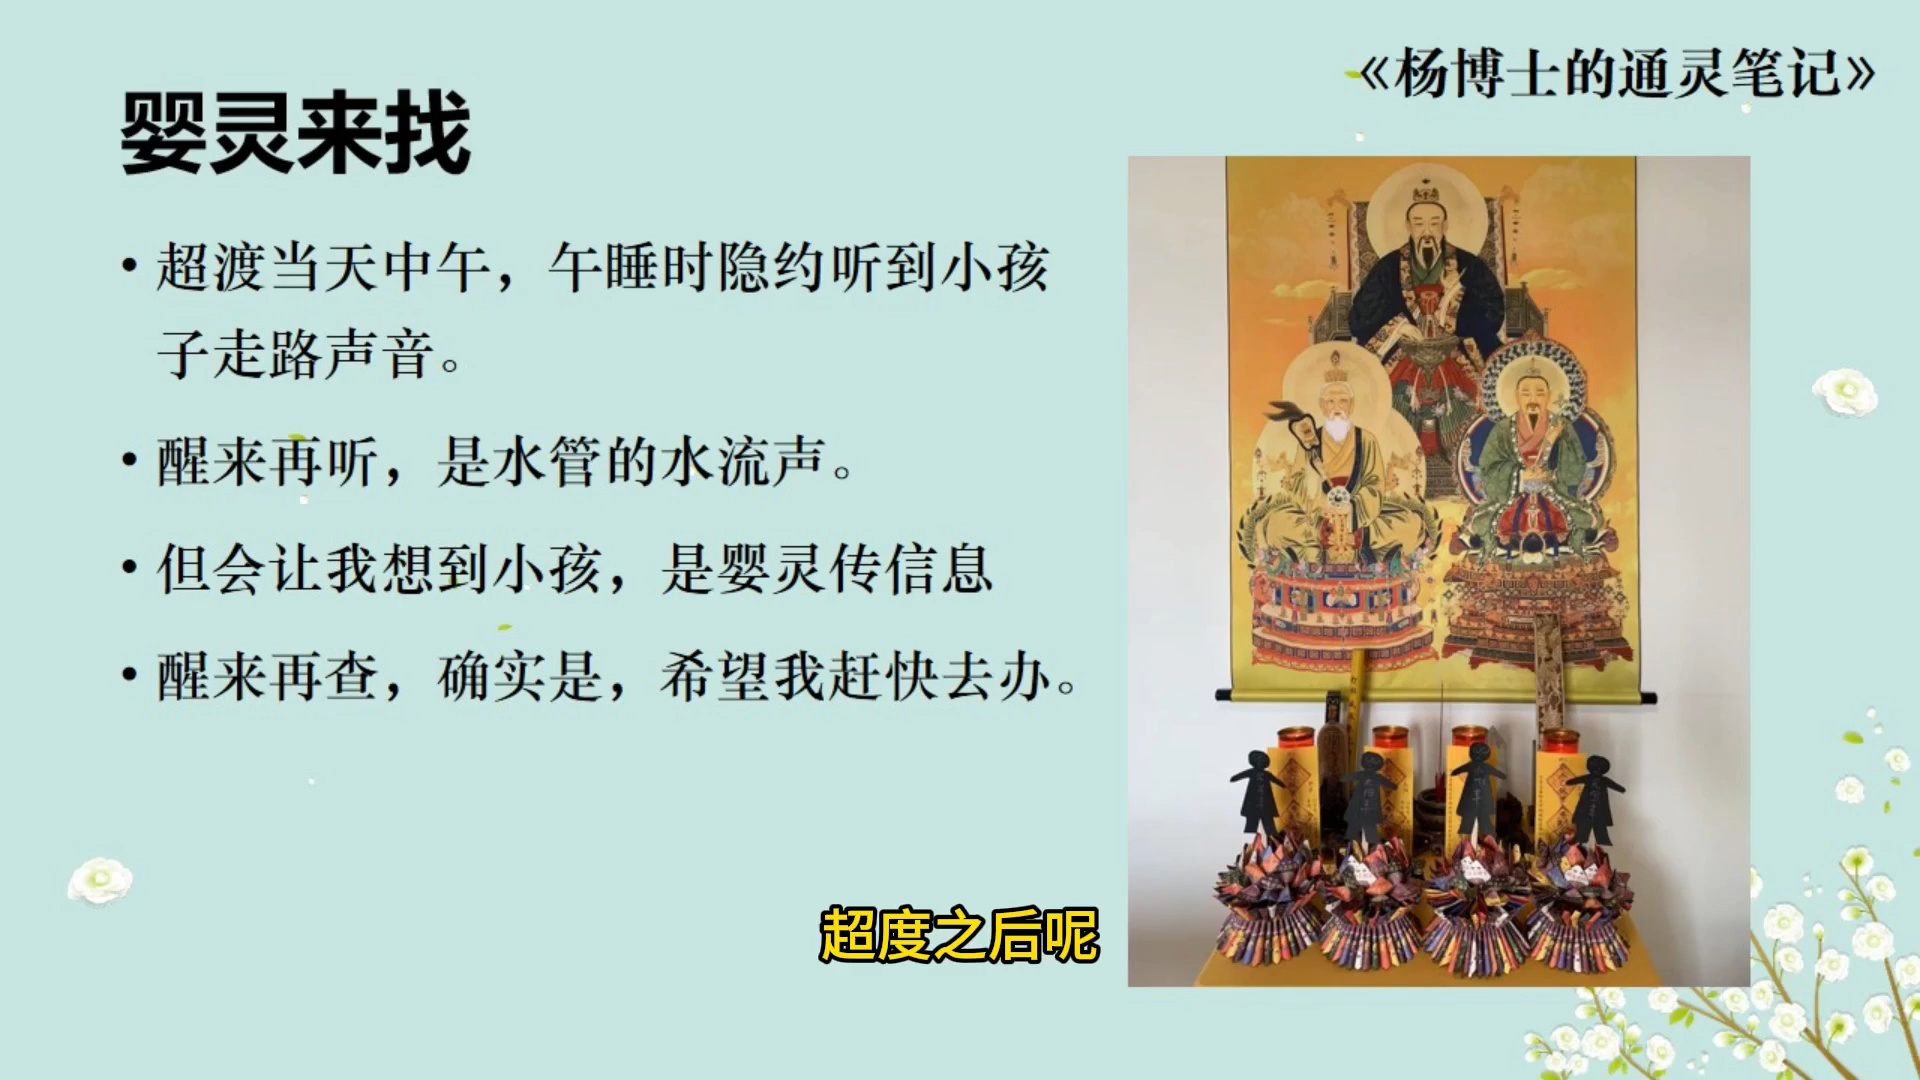 《杨博士的通灵笔记》
婴灵来找
• 超渡当天中午，午睡时隐约听到小孩
子走路声音。
• 醒来再听，是水管的水流声。
• 但会让我想到小孩，是婴灵传信息
• 醒来再查，确实是，希望我赶快去办。
超度之后呢